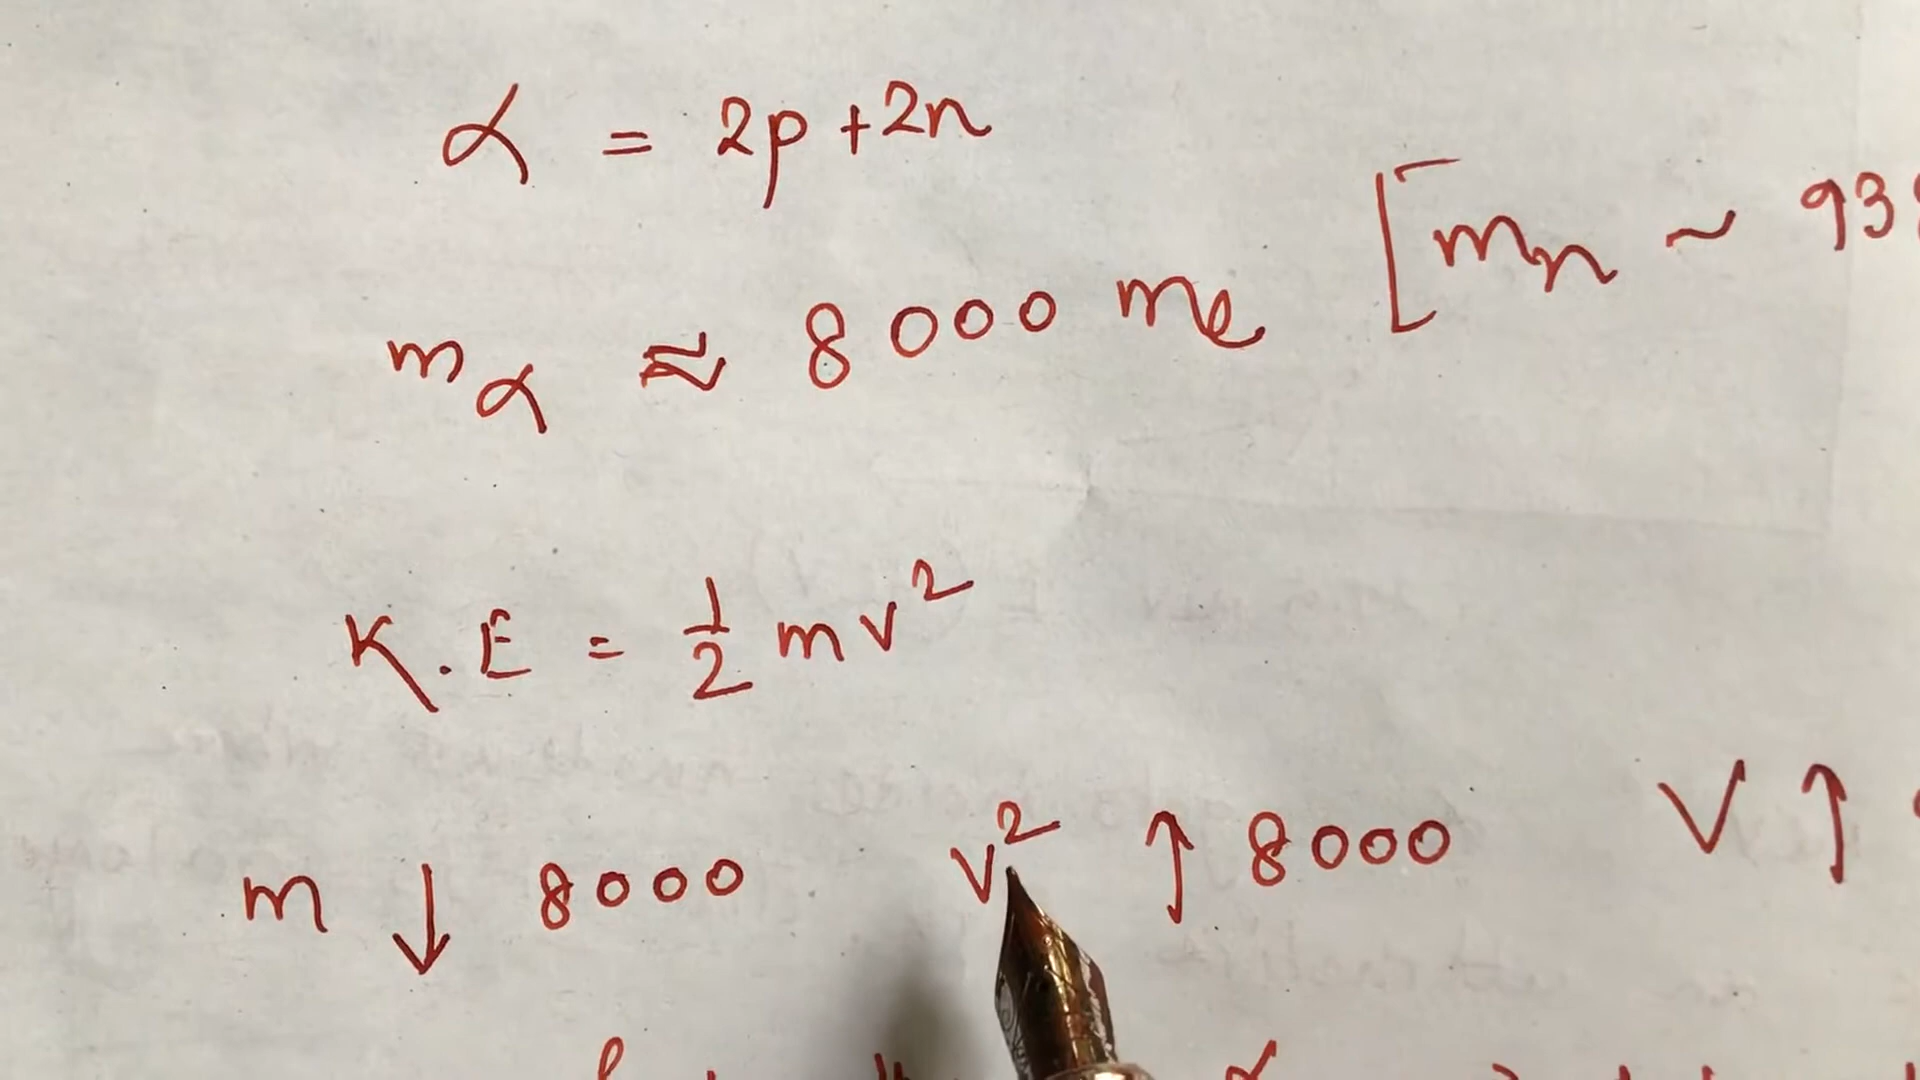 α = 2p + 2n
[mn ~ 93
mα ≈ 8000 me
K.E = 1/2 mv²
m ↓ 8000 v² ↑ 8000 v ↑